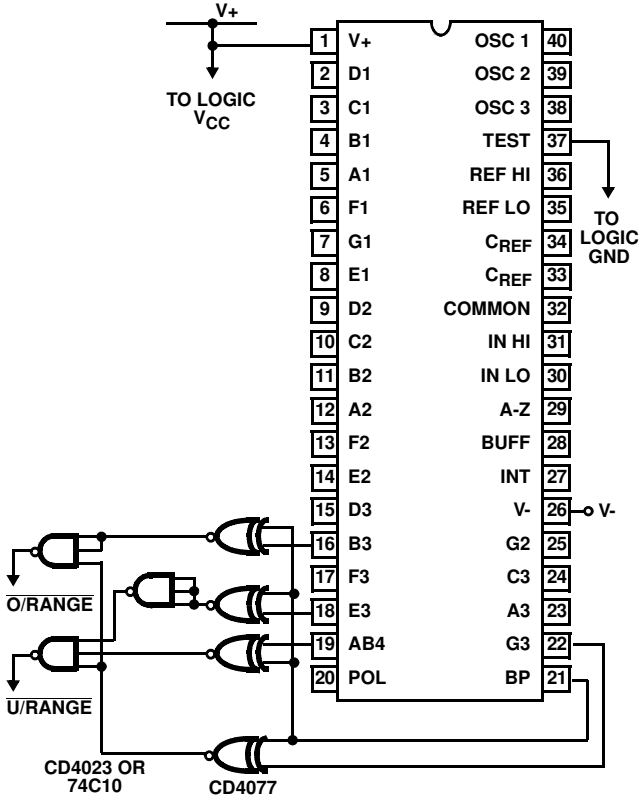 V+
TO LOGIC
VCC
1 V+ OSC 1 40
2 D1 OSC 2 39
3 C1 OSC 3 38
4 B1 TEST 37
5 A1 REF HI 36
6 F1 REF LO 35
7 G1 CREF 34
8 E1 CREF 33
9 D2 COMMON 32
10 C2 IN HI 31
11 B2 IN LO 30
12 A2 A-Z 29
13 F2 BUFF 28
14 E2 INT 27
15 D3 V- 26 V-
16 B3 G2 25
17 F3 C3 24
18 E3 A3 23
19 AB4 G3 22
20 POL BP 21
TO
LOGIC
GND
O/RANGE
U/RANGE
CD4023 OR
74C10
CD4077